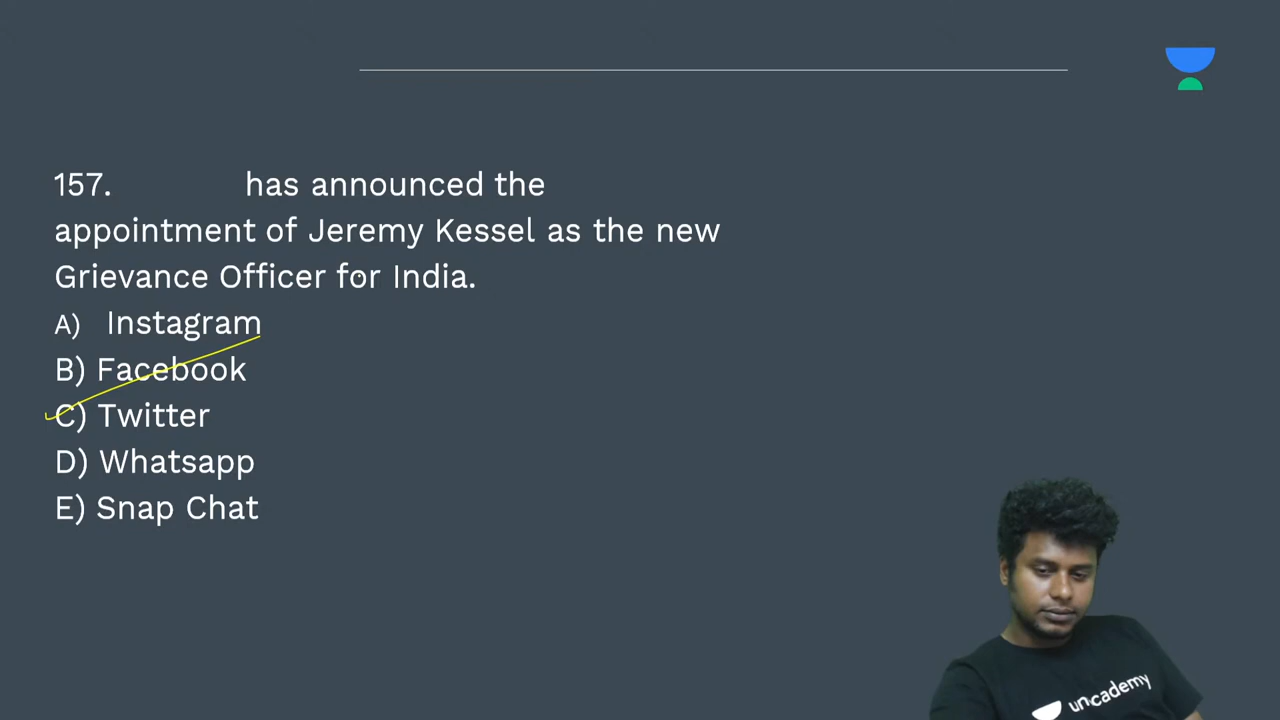 157. has announced the
appointment of Jeremy Kessel as the new
Grievance Officer for India.
A) Instagram
B) Facebook
C) Twitter
D) Whatsapp
E) Snap Chat
unacademy